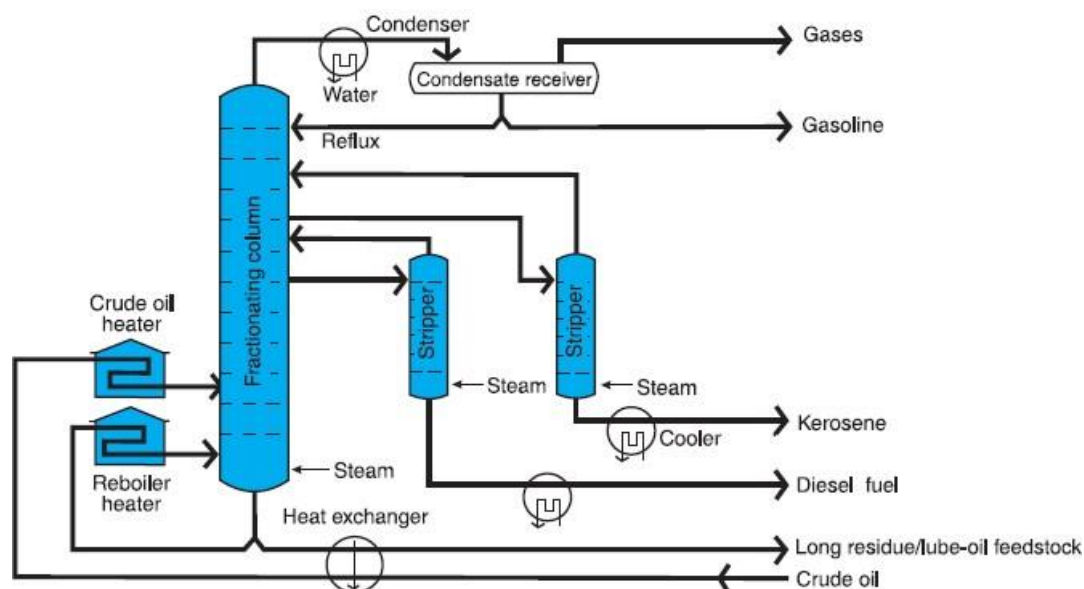 Condenser
Gases
Condensate receiver
Water
Gasoline
Reflux
Fractionating column
Crude oil
heater
Stripper
Stripper
Steam
Steam
Kerosene
Cooler
Reboiler
heater
Steam
Diesel fuel
Heat exchanger
Long residue/lube-oil feedstock
Crude oil